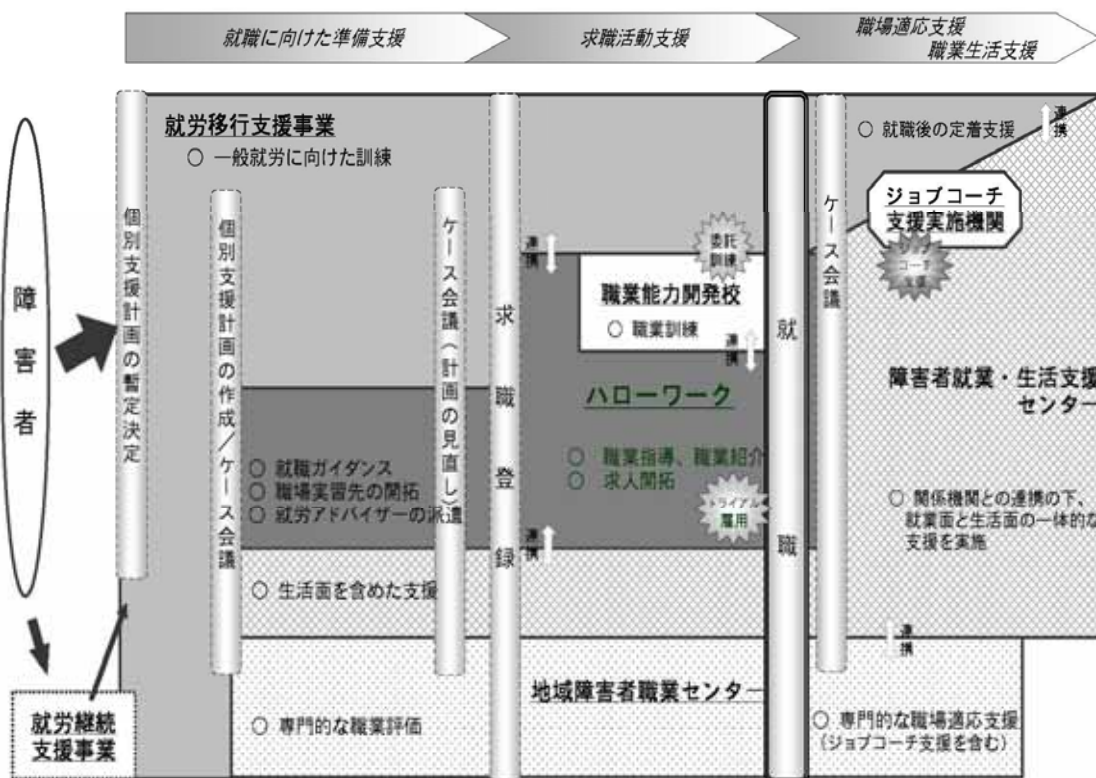 就職に向けた準備支援
求職活動支援
職場適応支援
職業生活支援
障害者
就労継続
支援事業
個別支援計画の暫定決定
就労移行支援事業
○ 一般就労に向けた訓練
個別支援計画の作成/ケース会議
ケース会議(計画の見直し)
○ 就職ガイダンス
○ 職場実習先の開拓
○ 就労アドバイザーの派遣
○ 生活面を含めた支援
○ 専門的な職業評価
求職登録
連携
委託
訓練
職業能力開発校
○ 職業訓練
連携
ハローワーク
○ 職業指導、職業紹介
○ 求人開拓
トライアル
雇用
連携
地域障害者職業センター
就職
ケース会議
○ 就職後の定着支援
連携
ジョブコーチ
支援実施機関
コーチ
障害者就業・生活支援
センター
○ 関係機関との連携の下、
就業面と生活面の一体的な
支援を実施
連携
○ 専門的な職場適応支援
(ジョブコーチ支援を含む)